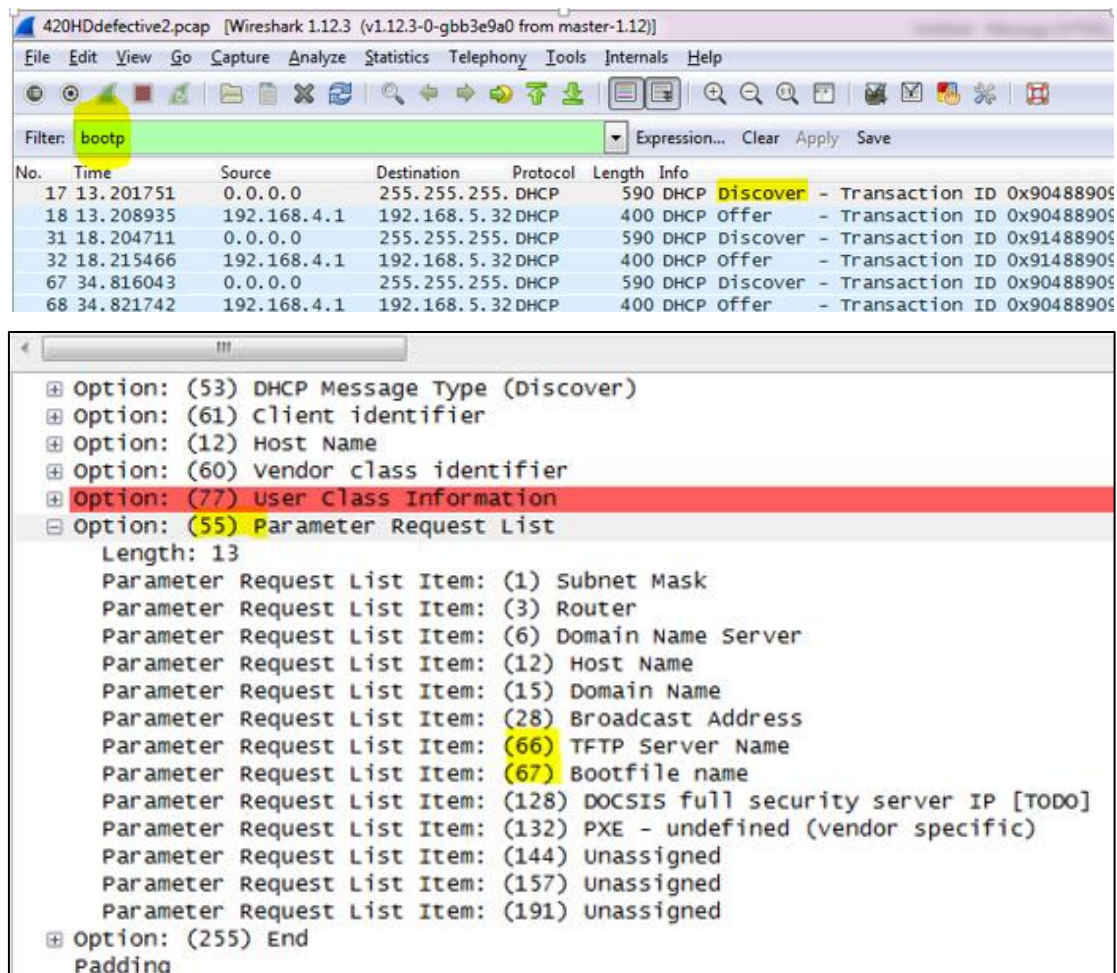 420HDdefective2.pcap [Wireshark 1.12.3 (v1.12.3-0-gbb3e9a0 from master-1.12)]
File Edit View Go Capture Analyze Statistics Telephony Tools Internals Help
Filter: bootp Expression... Clear Apply Save
No. Time Source Destination Protocol Length Info
17 13.201751 0.0.0.0 255.255.255. DHCP 590 DHCP Discover - Transaction ID 0x90488909
18 13.208935 192.168.4.1 192.168.5.32 DHCP 400 DHCP Offer - Transaction ID 0x90488909
31 18.204711 0.0.0.0 255.255.255. DHCP 590 DHCP Discover - Transaction ID 0x91488909
32 18.215466 192.168.4.1 192.168.5.32 DHCP 400 DHCP Offer - Transaction ID 0x91488909
67 34.816043 0.0.0.0 255.255.255. DHCP 590 DHCP Discover - Transaction ID 0x90488909
68 34.821742 192.168.4.1 192.168.5.32 DHCP 400 DHCP Offer - Transaction ID 0x90488909
Option: (53) DHCP Message Type (Discover)
Option: (61) Client identifier
Option: (12) Host Name
Option: (60) Vendor class identifier
Option: (77) User Class Information
Option: (55) Parameter Request List
Length: 13
Parameter Request List Item: (1) Subnet Mask
Parameter Request List Item: (3) Router
Parameter Request List Item: (6) Domain Name Server
Parameter Request List Item: (12) Host Name
Parameter Request List Item: (15) Domain Name
Parameter Request List Item: (28) Broadcast Address
Parameter Request List Item: (66) TFTP Server Name
Parameter Request List Item: (67) Bootfile name
Parameter Request List Item: (128) DOCSIS full security server IP [TODO]
Parameter Request List Item: (132) PXE - undefined (vendor specific)
Parameter Request List Item: (144) Unassigned
Parameter Request List Item: (157) Unassigned
Parameter Request List Item: (191) Unassigned
Option: (255) End
Padding